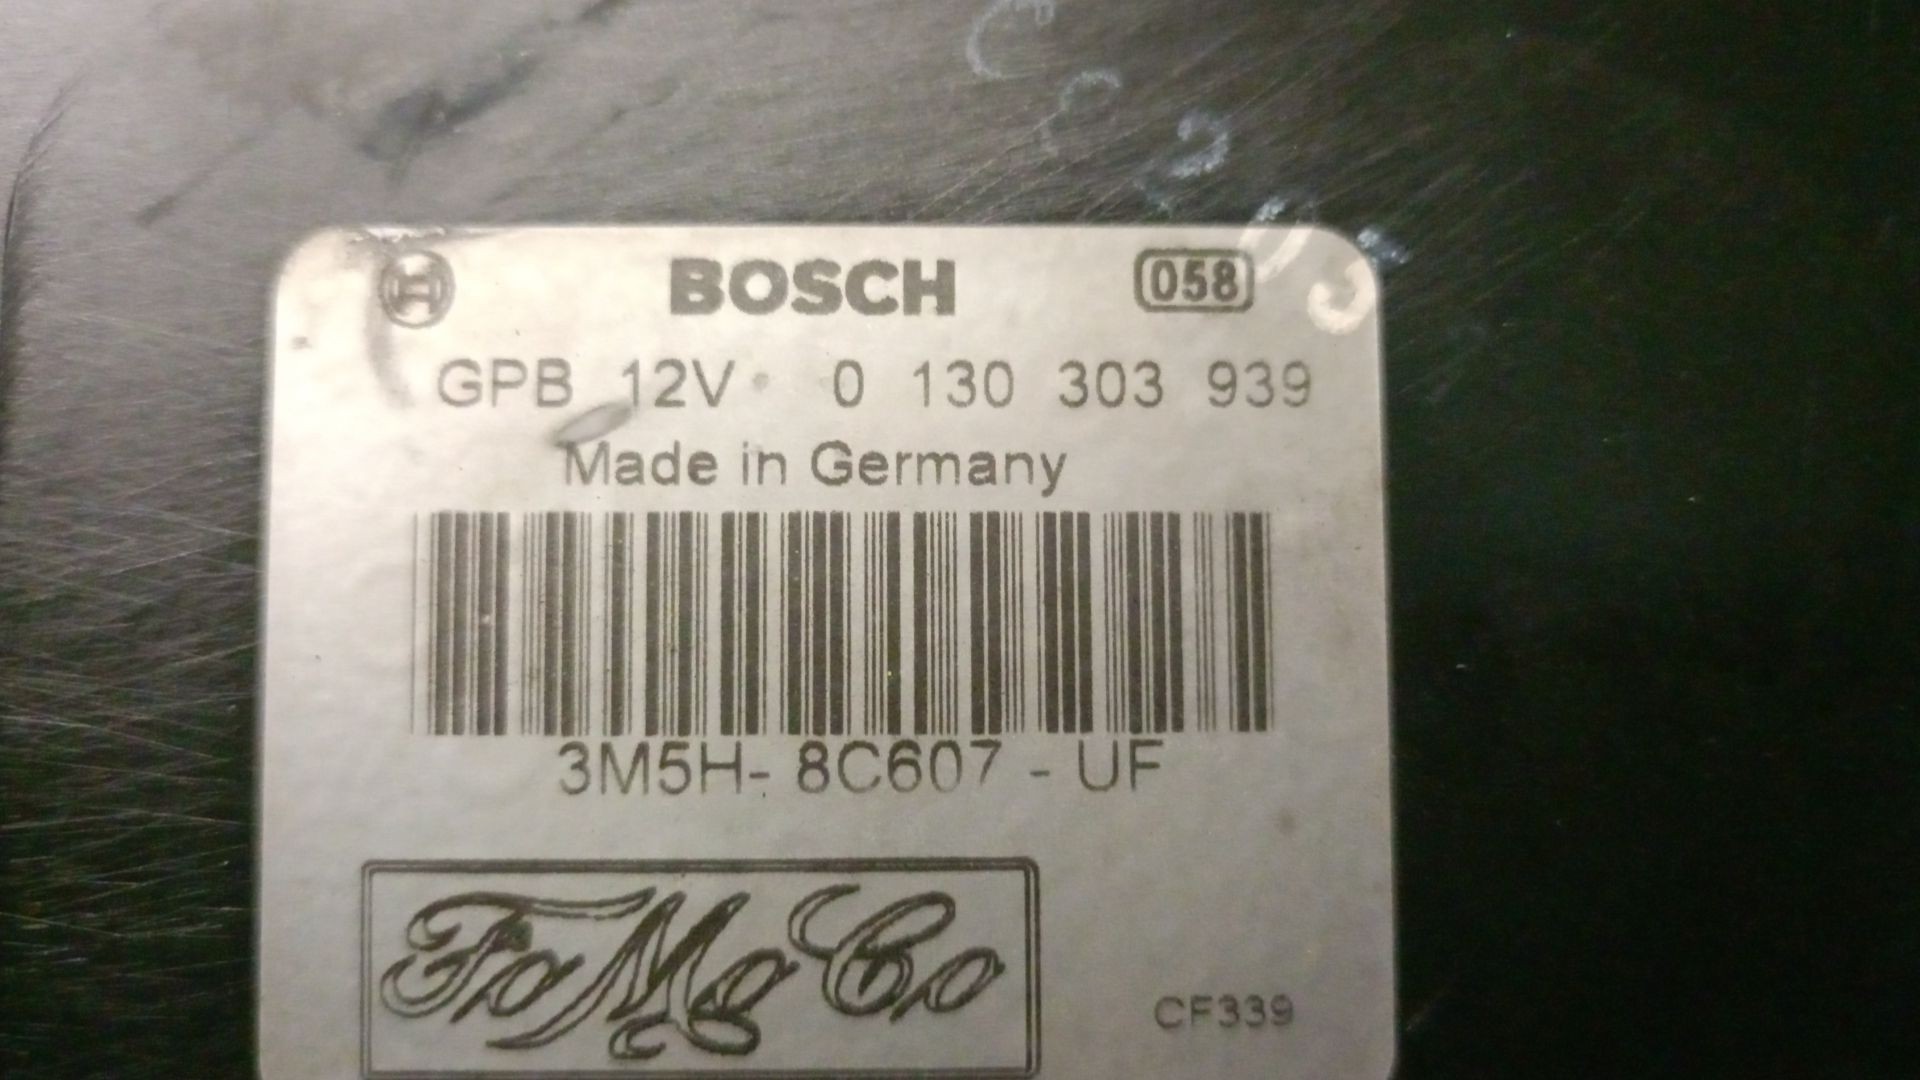 BOSCH 058
GPB 12V 0 130 303 939
Made in Germany
3M5H- 8C607 - UF
FoMoCo
CF339